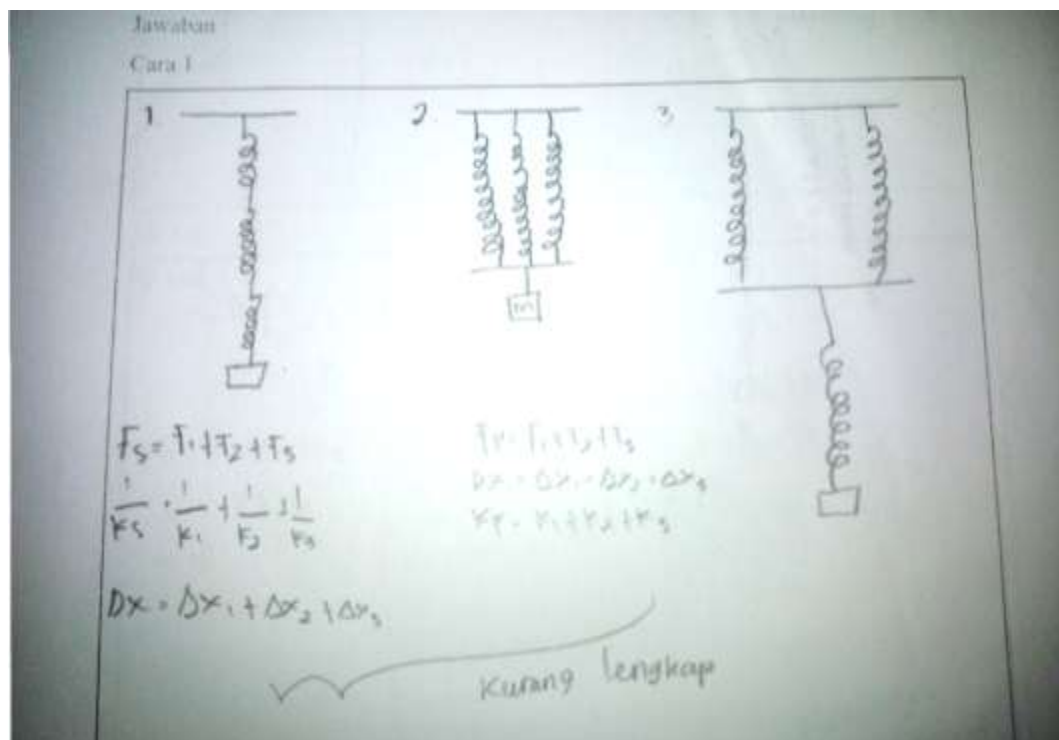 Jawaban
Cara 1
1
2.
3.
m
Fs = F1 + F2 + F3
1/Ks = 1/K1 + 1/K2 + 1/K3
Δx = Δx1 + Δx2 + Δx3
Fp = F1 + F2 + F3
Δx = Δx1 = Δx2 = Δx3
Kp = K1 + K2 + K3
Kurang lengkap